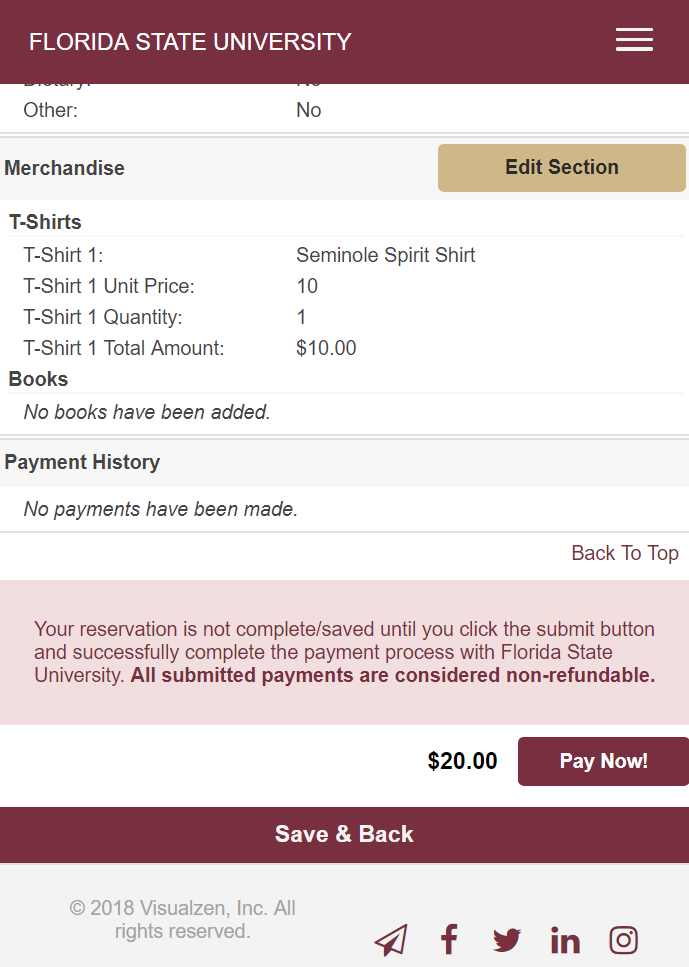 FLORIDA STATE UNIVERSITY
Other: No
Merchandise Edit Section
T-Shirts
T-Shirt 1: Seminole Spirit Shirt
T-Shirt 1 Unit Price: 10
T-Shirt 1 Quantity: 1
T-Shirt 1 Total Amount: $10.00
Books
No books have been added.
Payment History
No payments have been made.
Back To Top
Your reservation is not complete/saved until you click the submit button
and successfully complete the payment process with Florida State
University. All submitted payments are considered non-refundable.
$20.00 Pay Now!
Save & Back
© 2018 Visualzen, Inc. All
rights reserved.